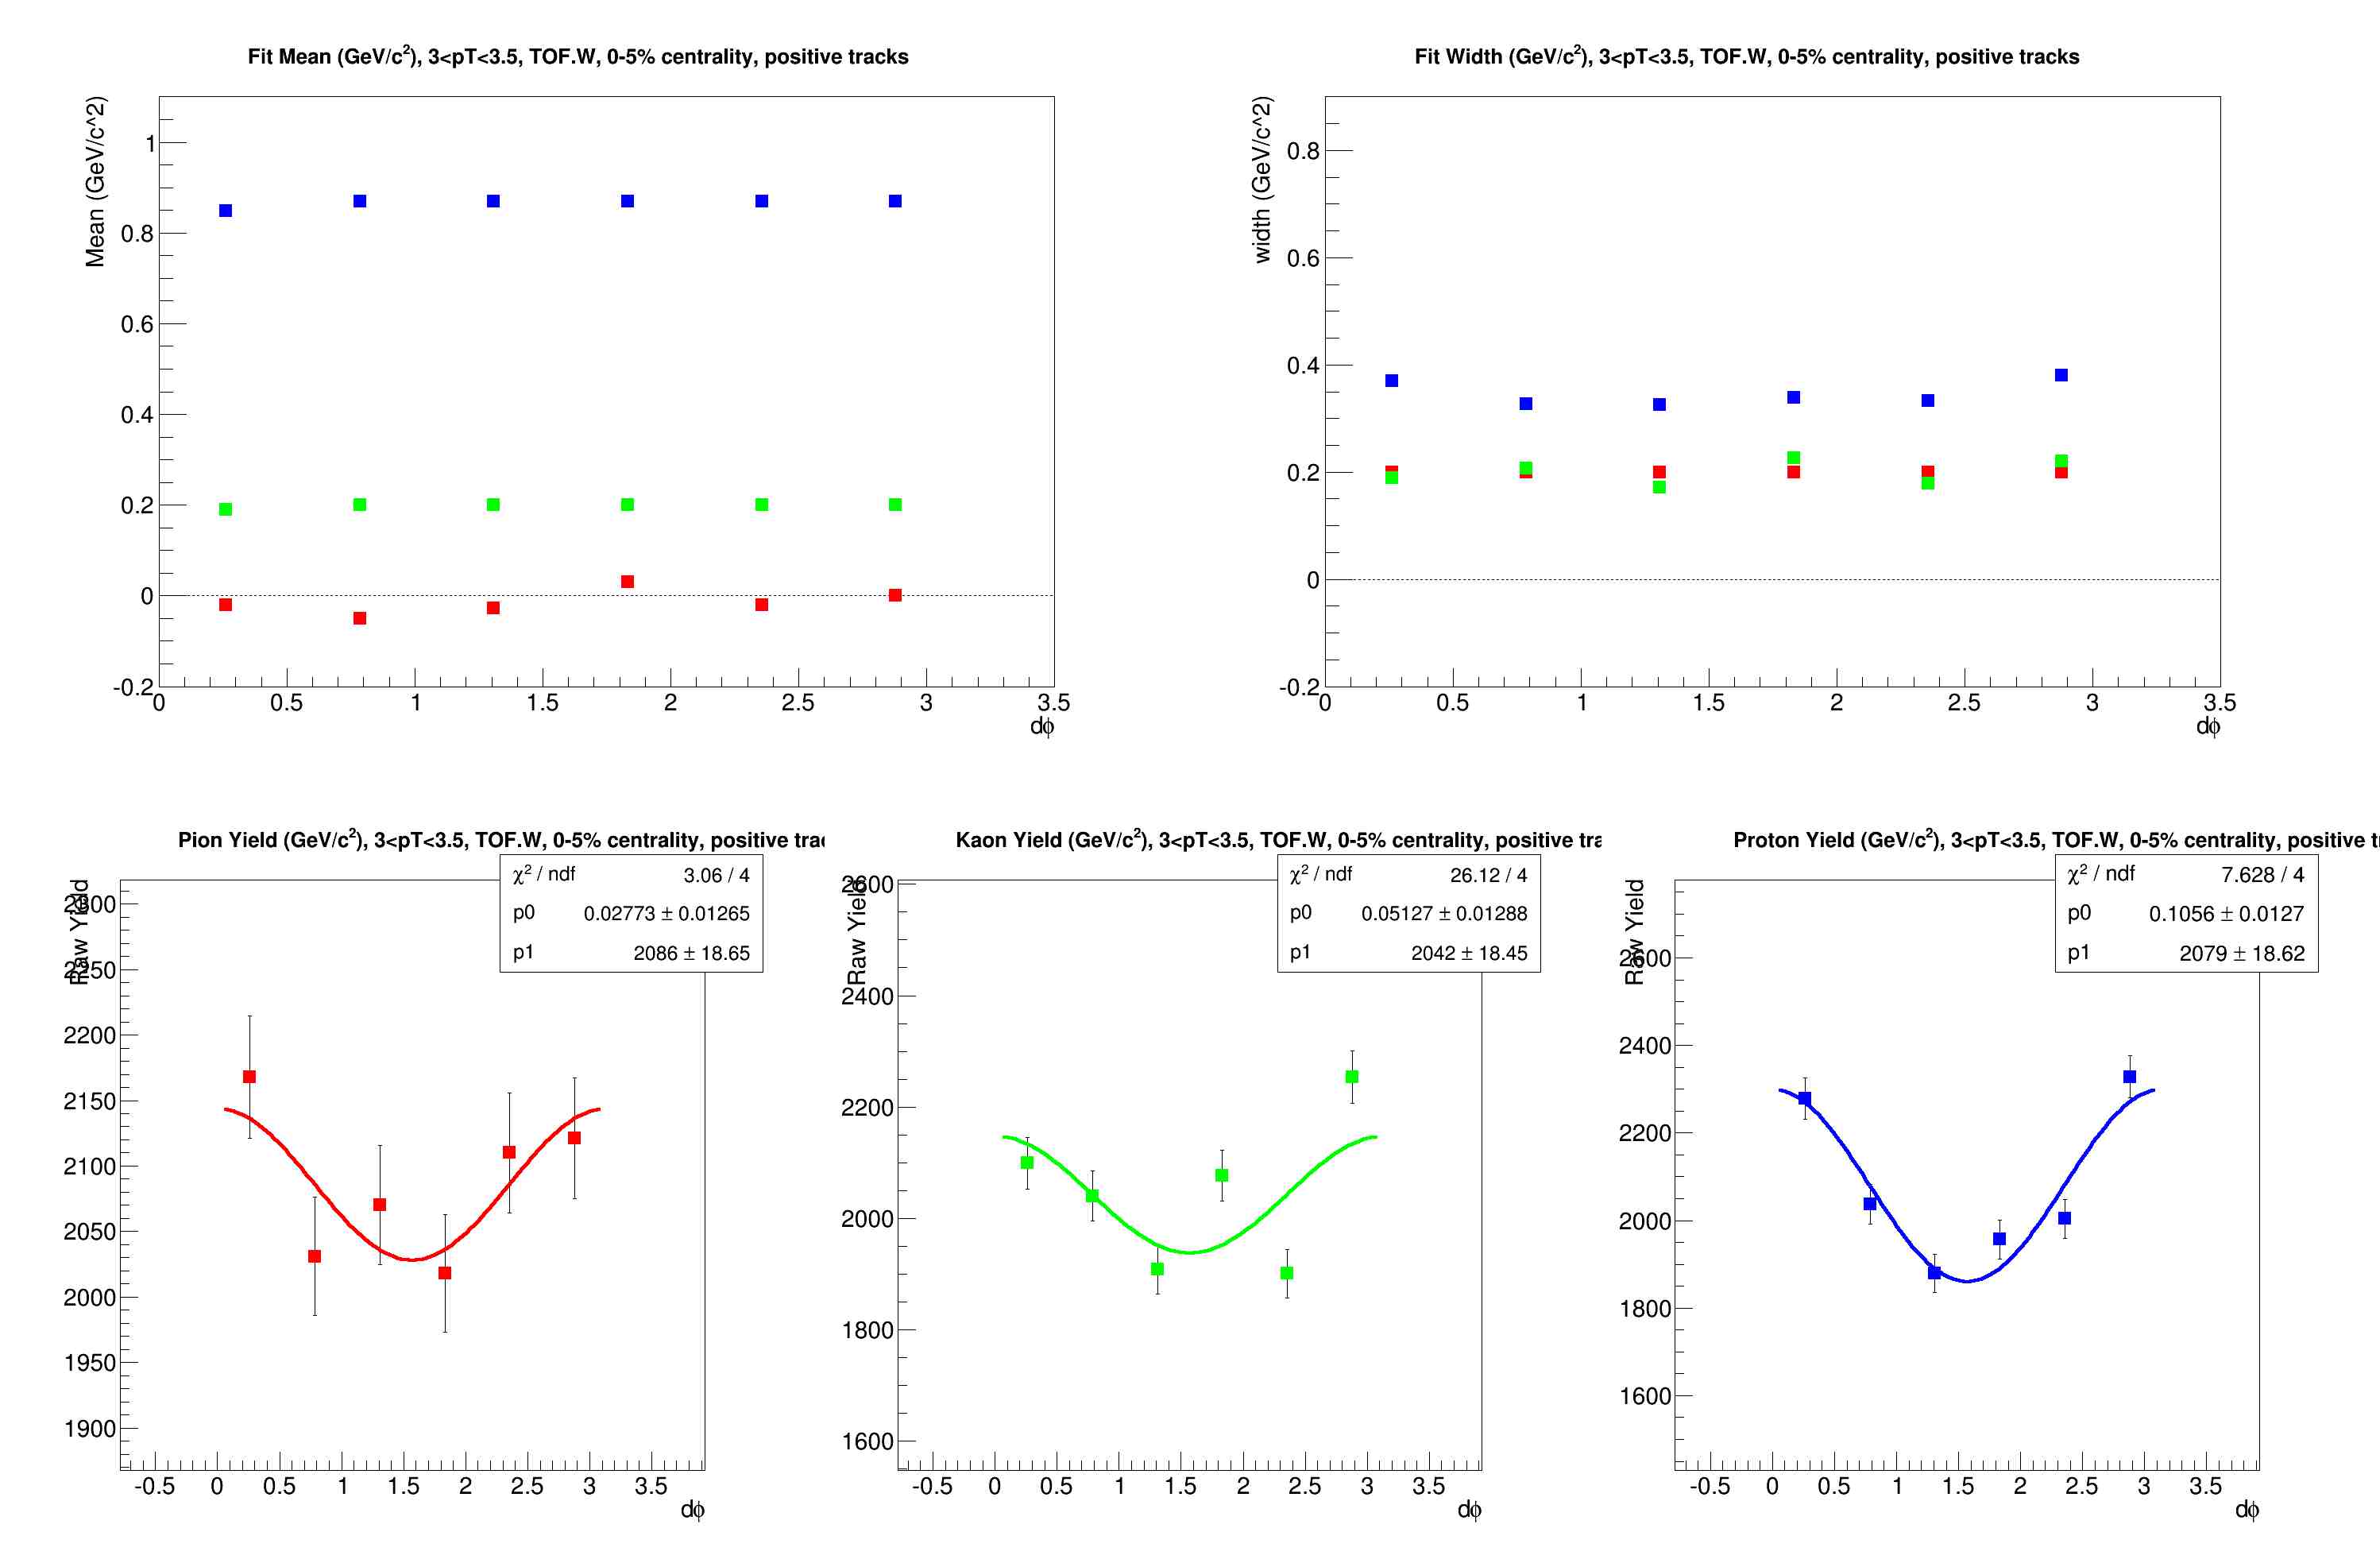 Fit Mean (GeV/c2), 3<pT<3.5, TOF.W, 0-5% centrality, positive tracks
Mean (GeV/c^2)
1
0.8
0.6
0.4
0.2
0
-0.2
0 0.5 1 1.5 2 2.5 3 3.5
dϕ
Fit Width (GeV/c2), 3<pT<3.5, TOF.W, 0-5% centrality, positive tracks
width (GeV/c^2)
0.8
0.6
0.4
0.2
0
-0.2
0 0.5 1 1.5 2 2.5 3 3.5
dϕ
Pion Yield (GeV/c2), 3<pT<3.5, TOF.W, 0-5% centrality, positive trac
χ2 / ndf 3.06 / 4
p0 0.02773 ± 0.01265
p1 2086 ± 18.65
Raw Yield
2300
2250
2200
2150
2100
2050
2000
1950
1900
-0.5 0 0.5 1 1.5 2 2.5 3 3.5
dϕ
Kaon Yield (GeV/c2), 3<pT<3.5, TOF.W, 0-5% centrality, positive tra
χ2 / ndf 26.12 / 4
p0 0.05127 ± 0.01288
p1 2042 ± 18.45
Raw Yield
2600
2400
2200
2000
1800
1600
-0.5 0 0.5 1 1.5 2 2.5 3 3.5
dϕ
Proton Yield (GeV/c2), 3<pT<3.5, TOF.W, 0-5% centrality, positive t
χ2 / ndf 7.628 / 4
p0 0.1056 ± 0.0127
p1 2079 ± 18.62
Raw Yield
2600
2400
2200
2000
1800
1600
-0.5 0 0.5 1 1.5 2 2.5 3 3.5
dϕ